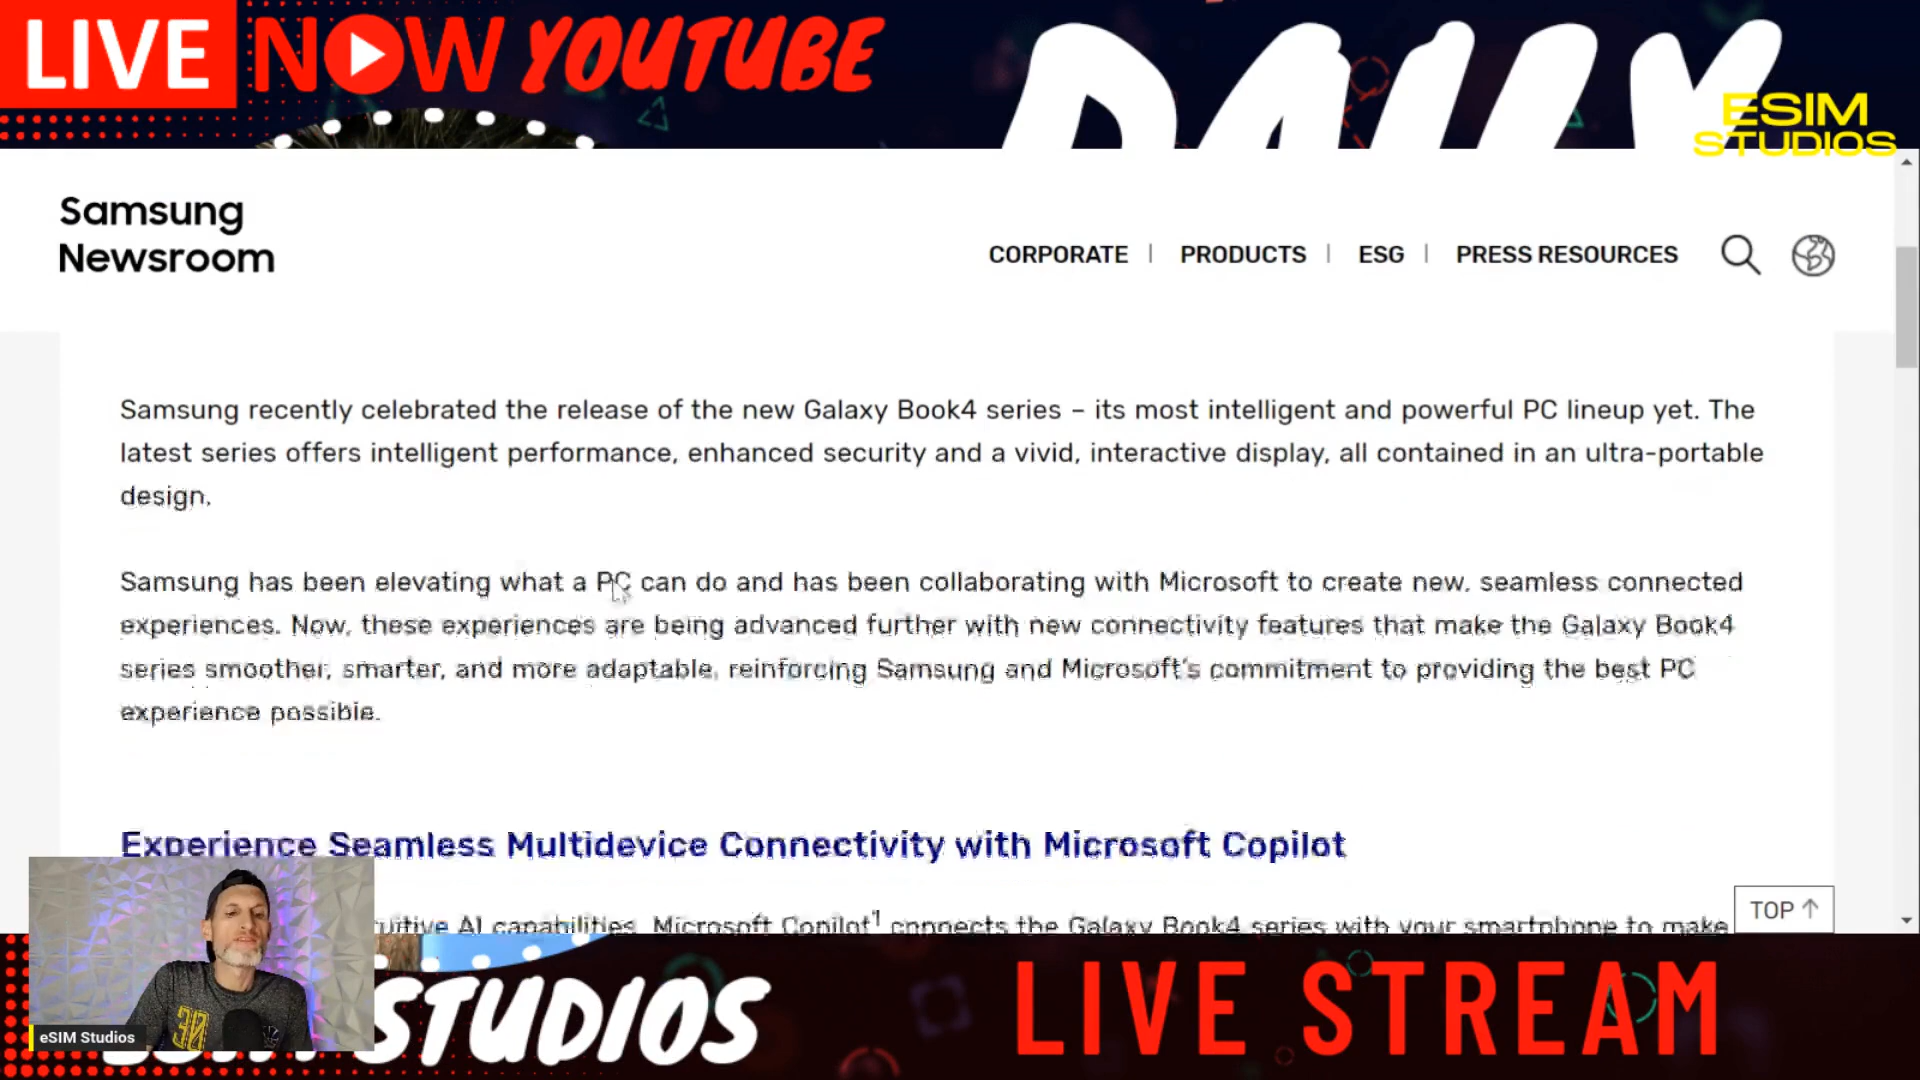 LIVE NOW YOUTUBE
DAILY
ESIM
STUDIOS
Samsung
Newsroom
CORPORATE | PRODUCTS | ESG | PRESS RESOURCES
Samsung recently celebrated the release of the new Galaxy Book4 series – its most intelligent and powerful PC lineup yet. The
latest series offers intelligent performance, enhanced security and a vivid, interactive display, all contained in an ultra-portable
design.
Samsung has been elevating what a PC can do and has been collaborating with Microsoft to create new, seamless connected
experiences. Now, these experiences are being advanced further with new connectivity features that make the Galaxy Book4
series smoother, smarter, and more adaptable, reinforcing Samsung and Microsoft's commitment to providing the best PC
experience possible.
Experience Seamless Multidevice Connectivity with Microsoft Copilot
AI capabilities, Microsoft Copilot¹ connects the Galaxy Book4 series with your smartphone to make
TOP ↑
eSIM Studios
STUDIOS
LIVE STREAM